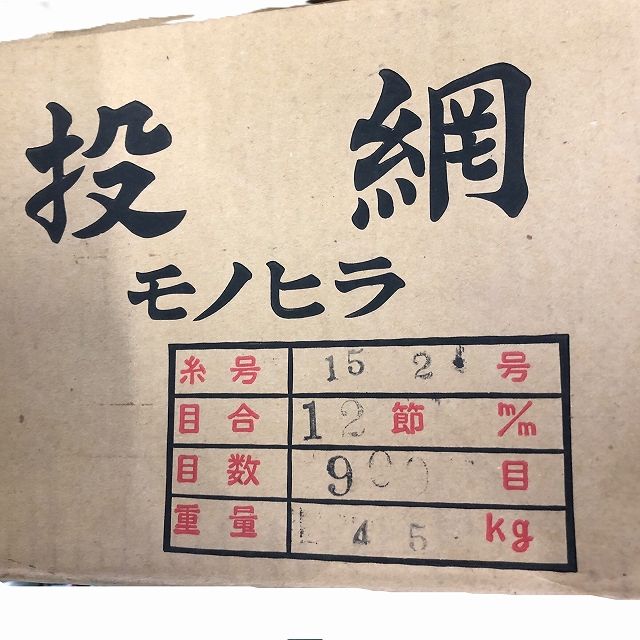 投網
モノヒラ
糸号 15 2 号
目合 12 節 m/m
目数 900 目
重量 4 5 kg